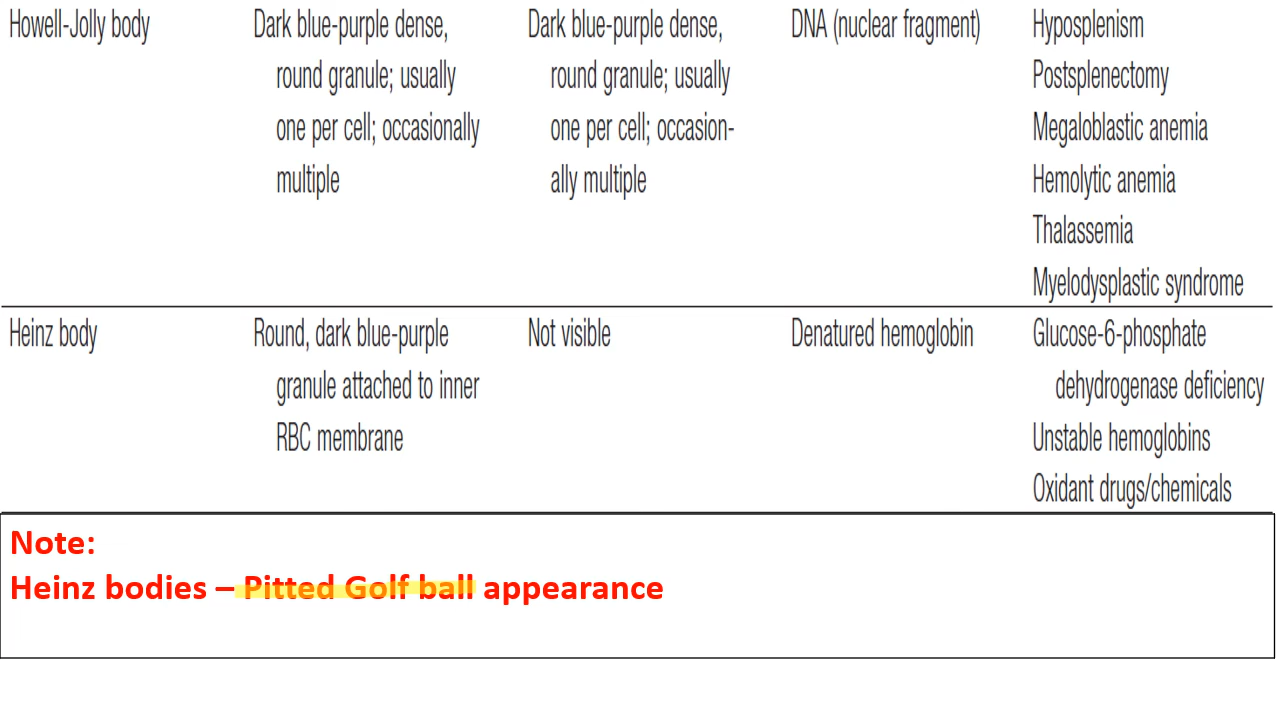 Howell-Jolly body Dark blue-purple dense, Dark blue-purple dense, DNA (nuclear fragment) Hyposplenism
round granule; usually round granule; usually Postsplenectomy
one per cell; occasionally one per cell; occasion- Megaloblastic anemia
multiple ally multiple Hemolytic anemia
Thalassemia
Myelodysplastic syndrome
Heinz body Round, dark blue-purple Not visible Denatured hemoglobin Glucose-6-phosphate
granule attached to inner dehydrogenase deficiency
RBC membrane Unstable hemoglobins
Oxidant drugs/chemicals
Note:
Heinz bodies – Pitted Golf ball appearance